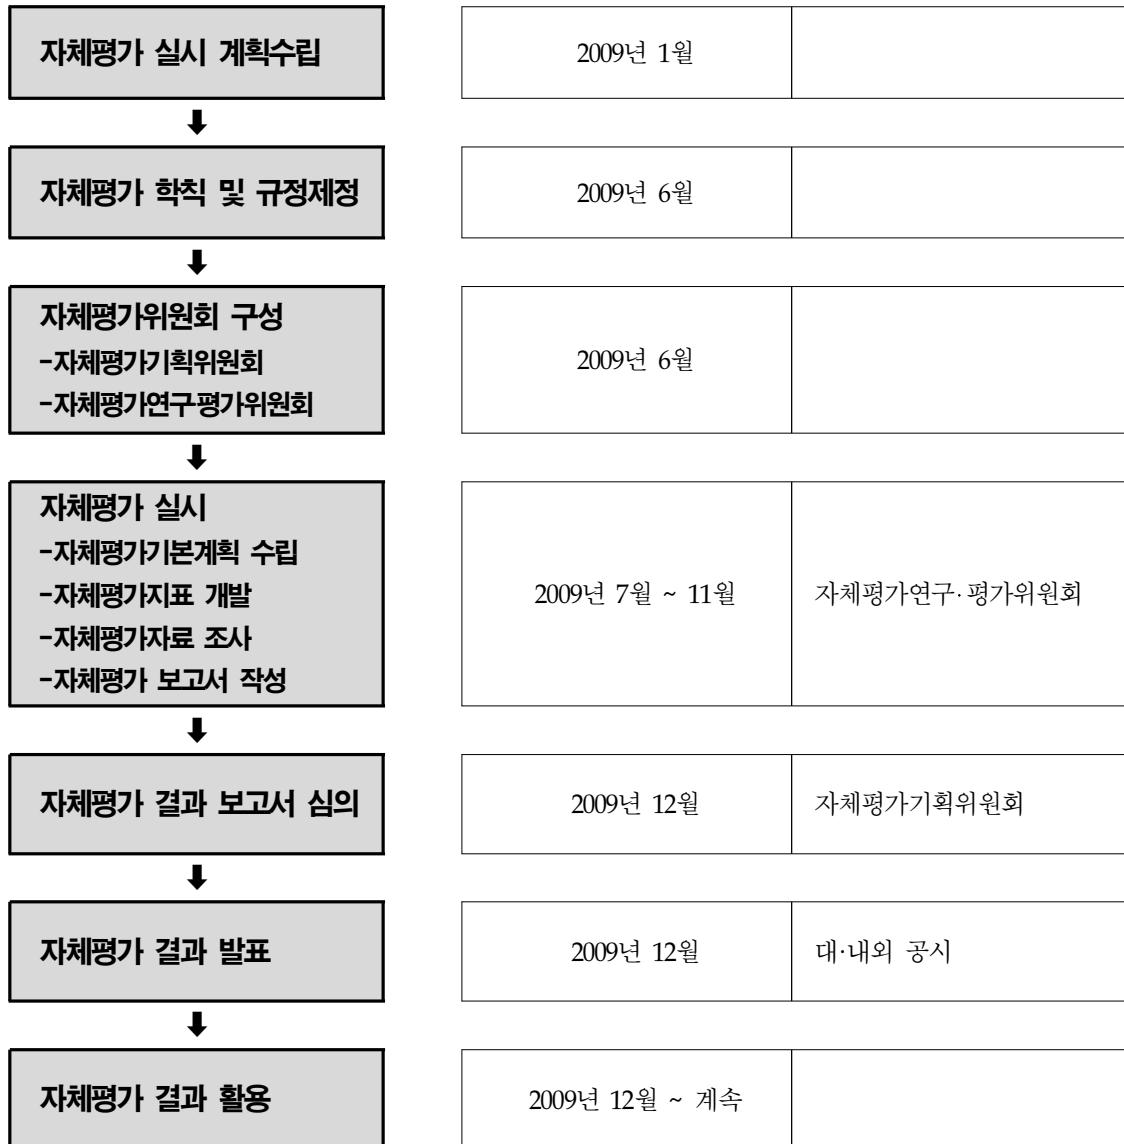 자체평가 실시 계획수립
2009년 1월
자체평가 학칙 및 규정제정
2009년 6월
자체평가위원회 구성
-자체평가기획위원회
-자체평가연구·평가위원회
2009년 6월
자체평가 실시
-자체평가기본계획 수립
-자체평가지표 개발
-자체평가자료 조사
-자체평가 보고서 작성
2009년 7월 ~ 11월
자체평가연구·평가위원회
자체평가 결과 보고서 심의
2009년 12월
자체평가기획위원회
자체평가 결과 발표
2009년 12월
대·내외 공시
자체평가 결과 활용
2009년 12월 ~ 계속